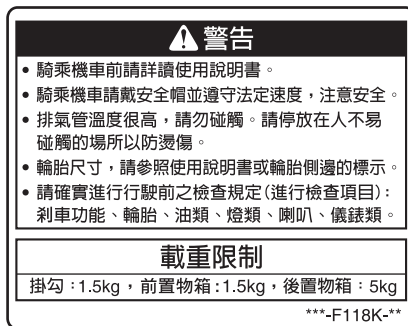 警告
• 騎乘機車前請詳讀使用說明書。
• 騎乘機車請戴安全帽並遵守法定速度，注意安全。
• 排氣管溫度很高，請勿碰觸。請停放在人不易
碰觸的場所以防燙傷。
• 輪胎尺寸，請參照使用說明書或輪胎側邊的標示。
• 請確實進行行駛前之檢查規定(進行檢查項目)：
剎車功能、輪胎、油類、燈類、喇叭、儀錶類。
載重限制
掛勾：1.5kg，前置物箱：1.5kg，後置物箱：5kg
***-F118K-**